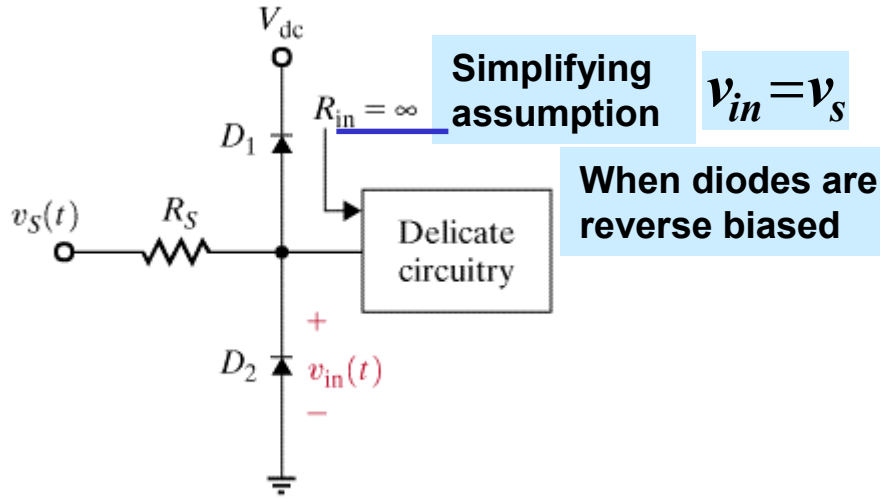 V_dc
Simplifying
assumption
v_in = v_s
R_in = ∞
D_1
When diodes are
reverse biased
v_S(t)
R_S
Delicate
circuitry
+
D_2
v_in(t)
−